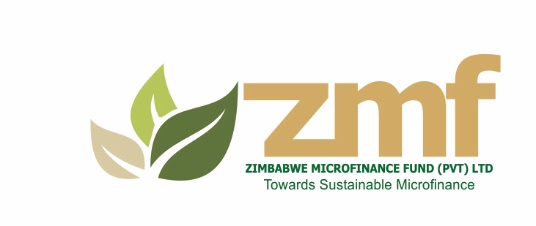 zmf
ZIMBABWE MICROFINANCE FUND (PVT) LTD
Towards Sustainable Microfinance